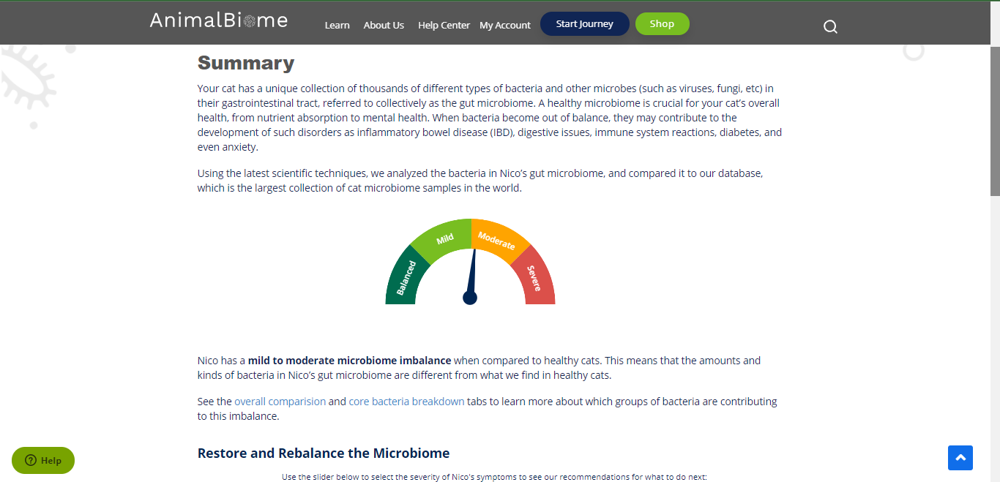 AnimalBiome
Learn About Us Help Center My Account Start Journey Shop
Summary
Your cat has a unique collection of thousands of different types of bacteria and other microbes (such as viruses, fungi, etc) in
their gastrointestinal tract, referred to collectively as the gut microbiome. A healthy microbiome is crucial for your cat’s overall
health, from nutrient absorption to mental health. When bacteria become out of balance, they may contribute to the
development of such disorders as inflammatory bowel disease (IBD), digestive issues, immune system reactions, diabetes, and
even anxiety.
Using the latest scientific techniques, we analyzed the bacteria in Nico’s gut microbiome, and compared it to our database,
which is the largest collection of cat microbiome samples in the world.
Balanced
Mild
Moderate
Severe
Nico has a mild to moderate microbiome imbalance when compared to healthy cats. This means that the amounts and
kinds of bacteria in Nico’s gut microbiome are different from what we find in healthy cats.
See the overall comparision and core bacteria breakdown tabs to learn more about which groups of bacteria are contributing
to this imbalance.
Restore and Rebalance the Microbiome
Use the slider below to select the severity of Nico's symptoms to see our recommendations for what to do next:
Help